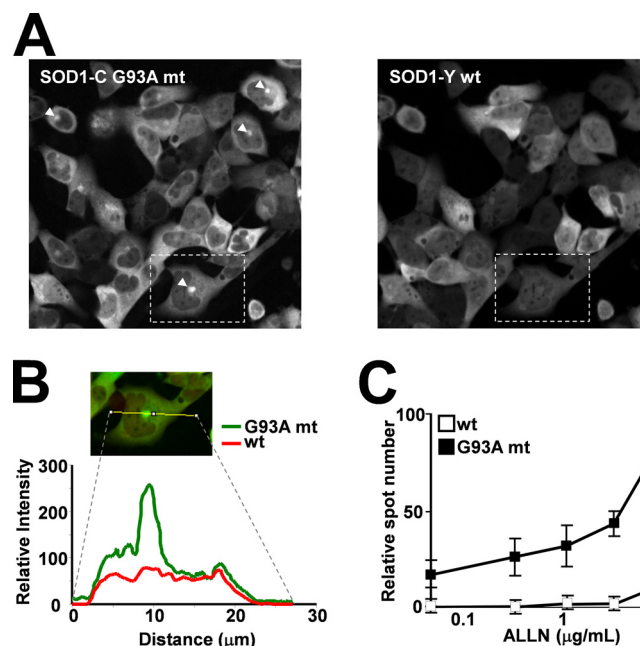 A
SOD1-C G93A mt
SOD1-Y wt
B
G93A mt
wt
300
200
100
0
0
10
20
30
Relative Intensity
Distance (μm)
C
wt
G93A mt
100
50
0
0.1
1
Relative spot number
ALLN (μg/mL)